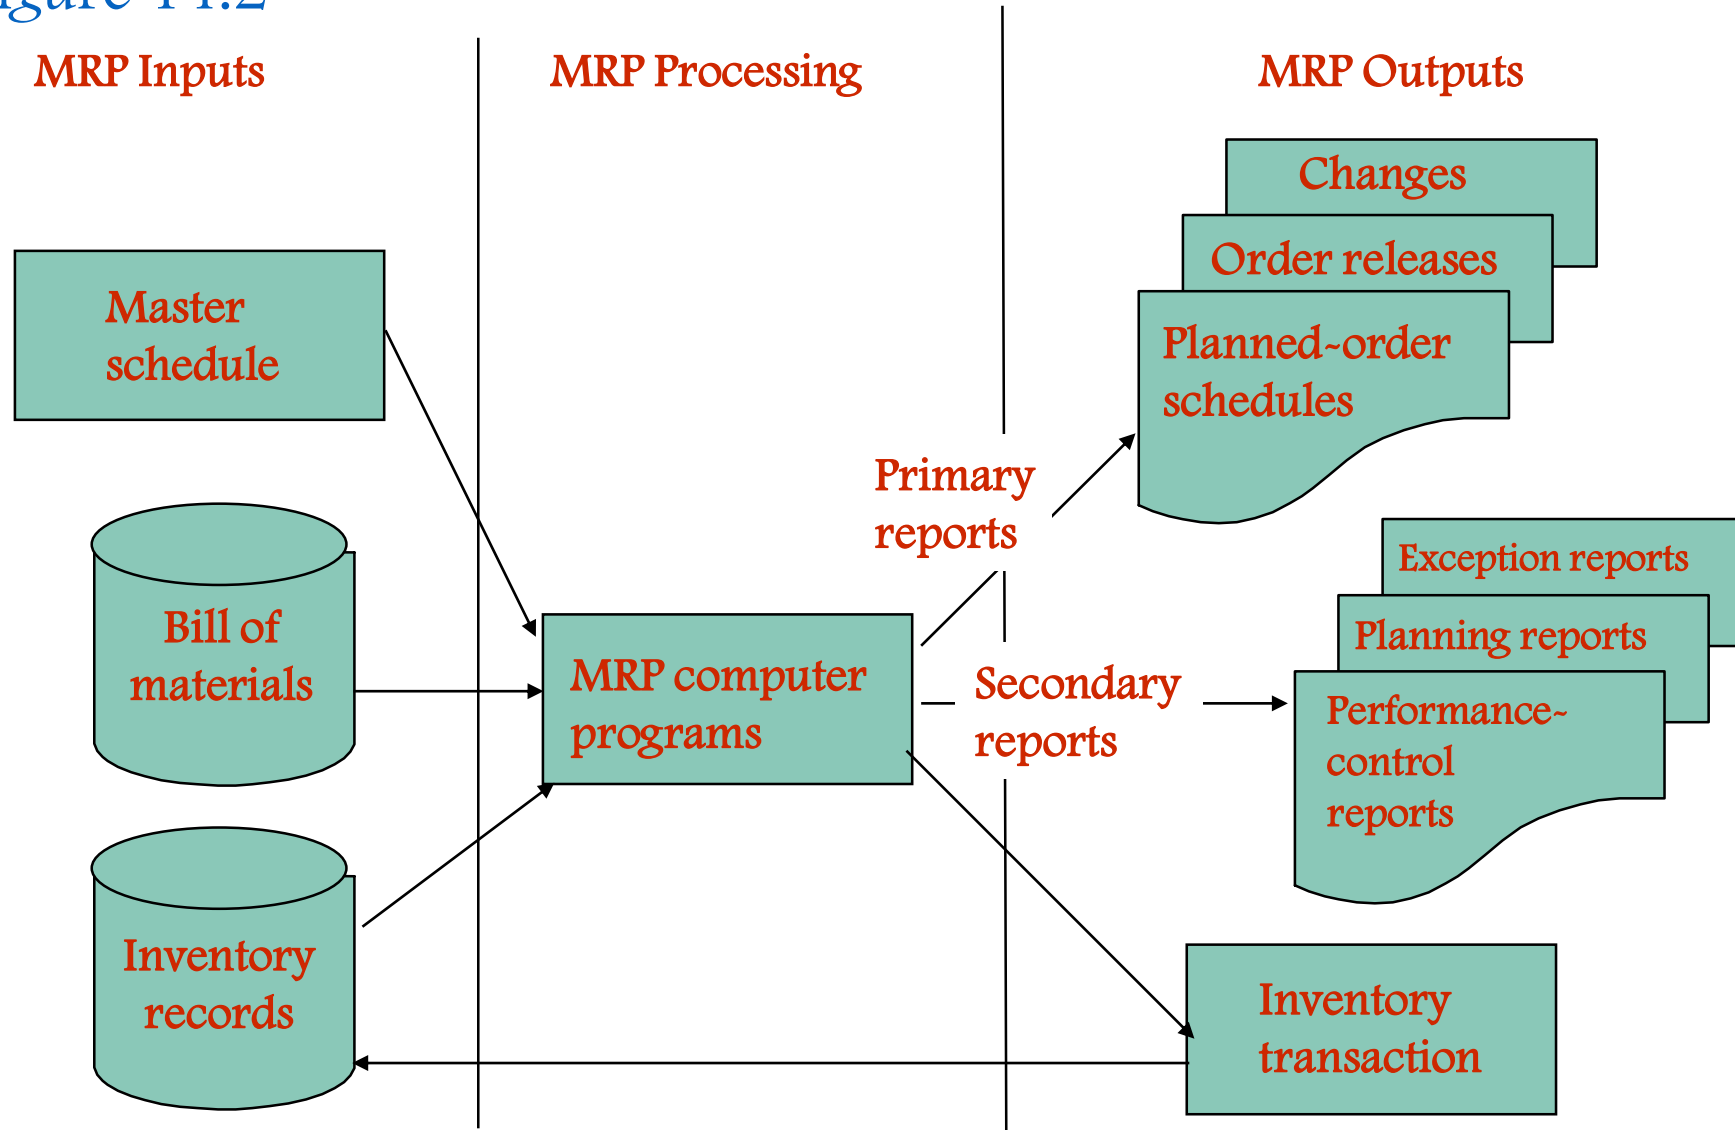 MRP Inputs
MRP Processing
MRP Outputs
Changes
Order releases
Planned-order
schedules
Master
schedule
Primary
reports
Exception reports
Planning reports
Performance-
control
reports
Bill of
materials
MRP computer
programs
Secondary
reports
Inventory
records
Inventory
transaction